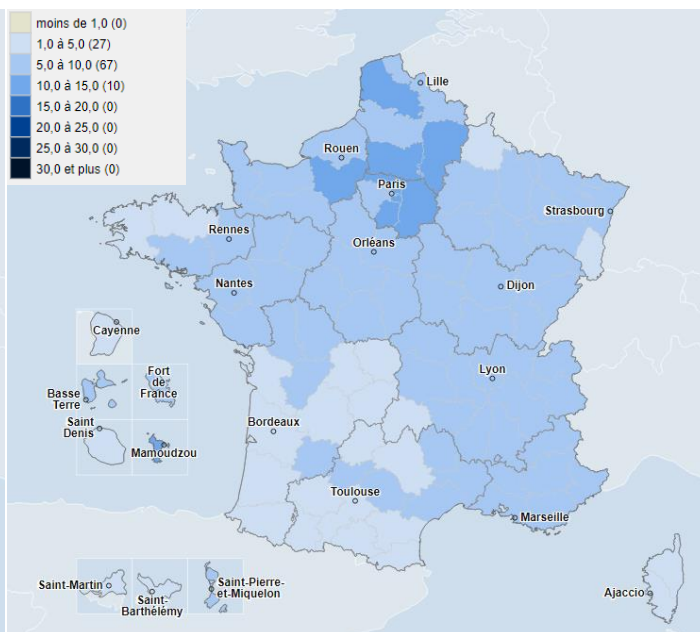 moins de 1,0 (0)
1,0 à 5,0 (27)
5,0 à 10,0 (67)
10,0 à 15,0 (10)
15,0 à 20,0 (0)
20,0 à 25,0 (0)
25,0 à 30,0 (0)
30,0 et plus (0)
Lille
Rouen
Paris
Strasbourg
Rennes
Orléans
Nantes
Dijon
Cayenne
Lyon
Fort
de
France
Basse
Terre
Saint
Denis
Bordeaux
Mamoudzou
Toulouse
Marseille
Saint-Martin
Saint-
Barthélémy
Saint-Pierre-
et-Miquelon
Ajaccio